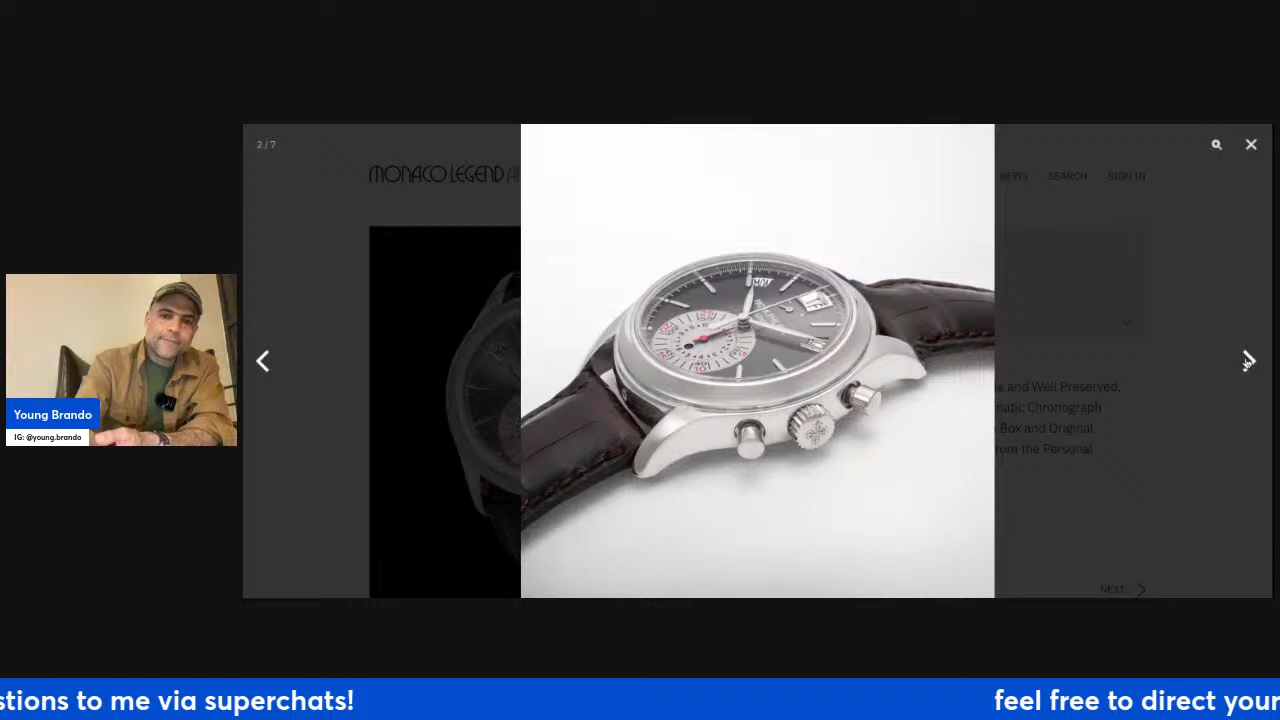 2 / 7
MONACO LEGEND
NEWS
SEARCH
SIGN IN
e and Well Preserved,
matic Chronograph
Box and Original
from the Personal
Young Brando
IG: @young.brando
NEXT
stions to me via superchats!
feel free to direct your